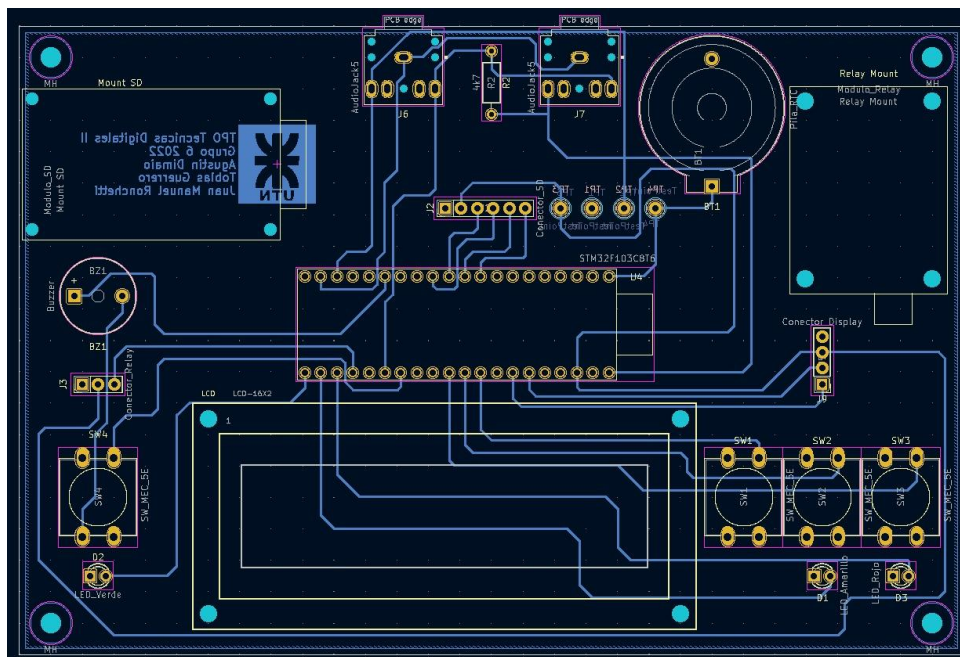 PCB edge
PCB edge
MH
MH
AudioJack5
4k7
R2
R2
AudioJack5
J6
J7
Mount SD
Relay Mount
Modulo_Relay
Relay Mount
Pila_RTC
BT1
BT1
TPO Tecnicas Digitales II
Grupo 6 2022
Agustin Dimaio
Tobias Guerrero
Juan Manuel Ronchetti
UTN
Modulo_SD
Mount SD
J2
Conector_SD
TP3
TP1
TP2
TP4
STM32F103C8T6
U4
BZ1
+
Buzzer
BZ1
Conector_Display
J3
Conector_Relay
J9
LCD
LCD-16X2
1
SW4
SW4
SW_MEC_5E
SW1
SW2
SW3
SW1
SW_MEC_5E
SW2
SW_MEC_5E
SW3
SW_MEC_5E
D2
LED_Verde
LED_Amarillo
D1
LED_Rojo
D3
MH
MH